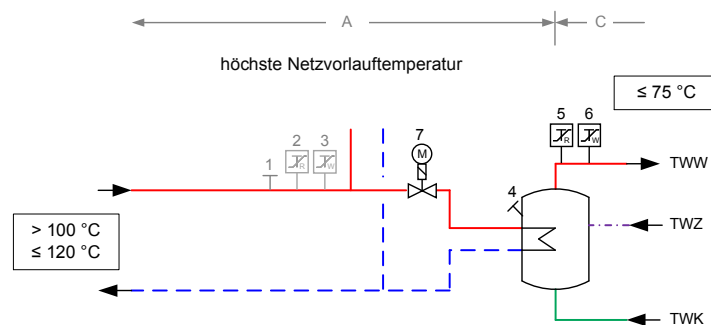 A
C
höchste Netzvorlauftemperatur
≤ 75 °C
5
6
2
3
7
1
R
W
M
R
W
TWW
4
> 100 °C
≤ 120 °C
TWZ
TWK